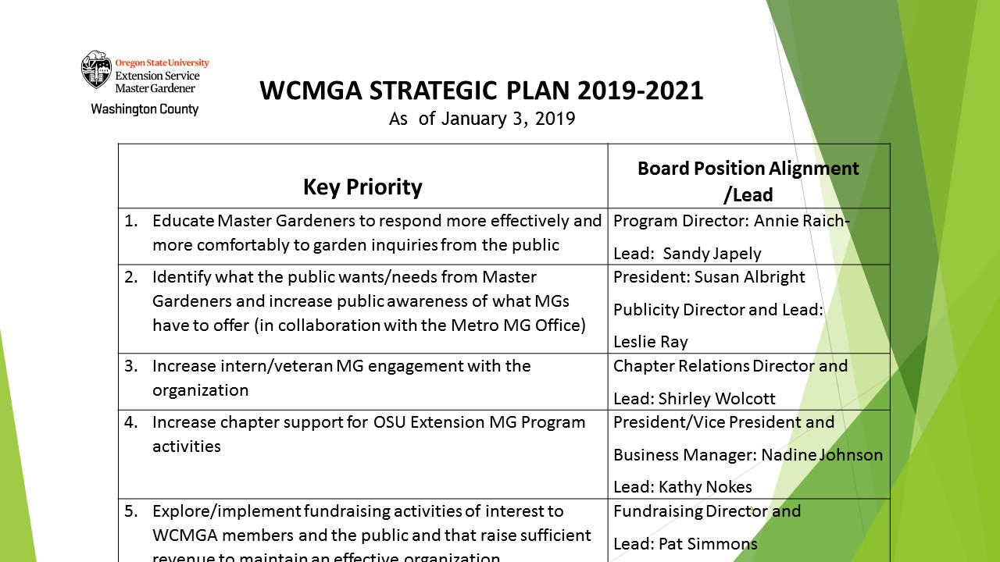 Oregon State University
Extension Service
Master Gardener
Washington County
WCMGA STRATEGIC PLAN 2019-2021
As of January 3, 2019
Key Priority
Board Position Alignment
/Lead
1. Educate Master Gardeners to respond more effectively and
more comfortably to garden inquiries from the public
Program Director: Annie Raich-
Lead: Sandy Japely
2. Identify what the public wants/needs from Master
Gardeners and increase public awareness of what MGs
have to offer (in collaboration with the Metro MG Office)
President: Susan Albright
Publicity Director and Lead:
Leslie Ray
3. Increase intern/veteran MG engagement with the
organization
Chapter Relations Director and
Lead: Shirley Wolcott
4. Increase chapter support for OSU Extension MG Program
activities
President/Vice President and
Business Manager: Nadine Johnson
Lead: Kathy Nokes
5. Explore/implement fundraising activities of interest to
WCMGA members and the public and that raise sufficient
revenue to maintain an effective organization
Fundraising Director and
Lead: Pat Simmons